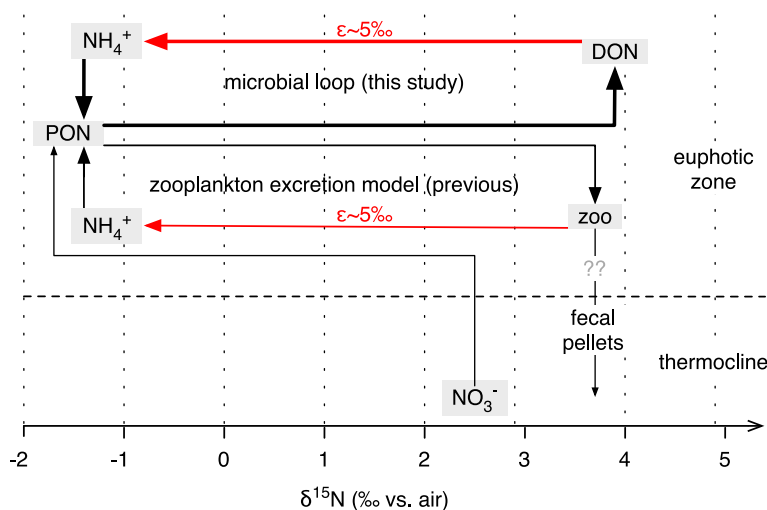 ε~5‰
NH₄⁺
DON
microbial loop (this study)
PON
euphotic
zone
zooplankton excretion model (previous)
ε~5‰
NH₄⁺
zoo
??
fecal
pellets
thermocline
NO₃⁻
-2 -1 0 1 2 3 4 5
δ¹⁵N (‰ vs. air)